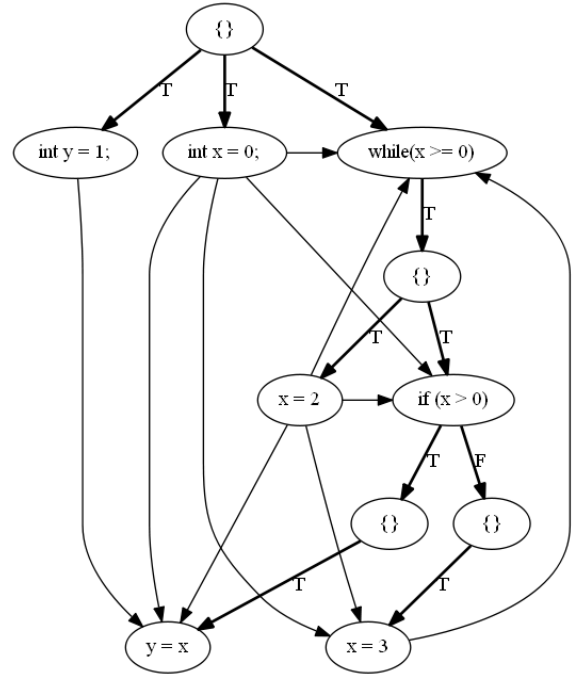 {}
T
T
T
int y = 1;
int x = 0;
while(x >= 0)
T
{}
T
T
x = 2
if (x > 0)
T
F
{}
{}
T
T
y = x
x = 3